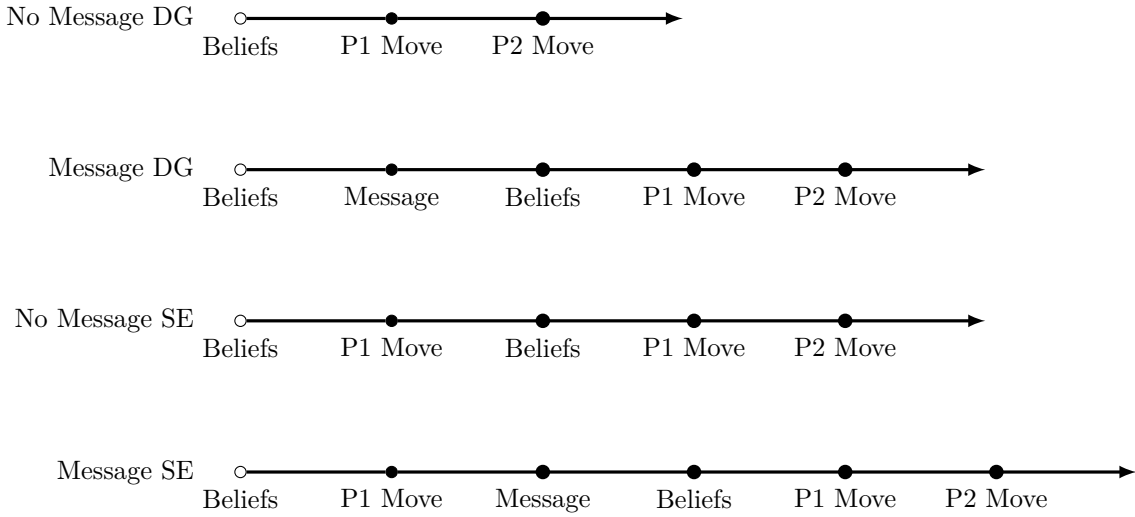 No Message DG
Beliefs P1 Move P2 Move
Message DG
Beliefs Message Beliefs P1 Move P2 Move
No Message SE
Beliefs P1 Move Beliefs P1 Move P2 Move
Message SE
Beliefs P1 Move Message Beliefs P1 Move P2 Move